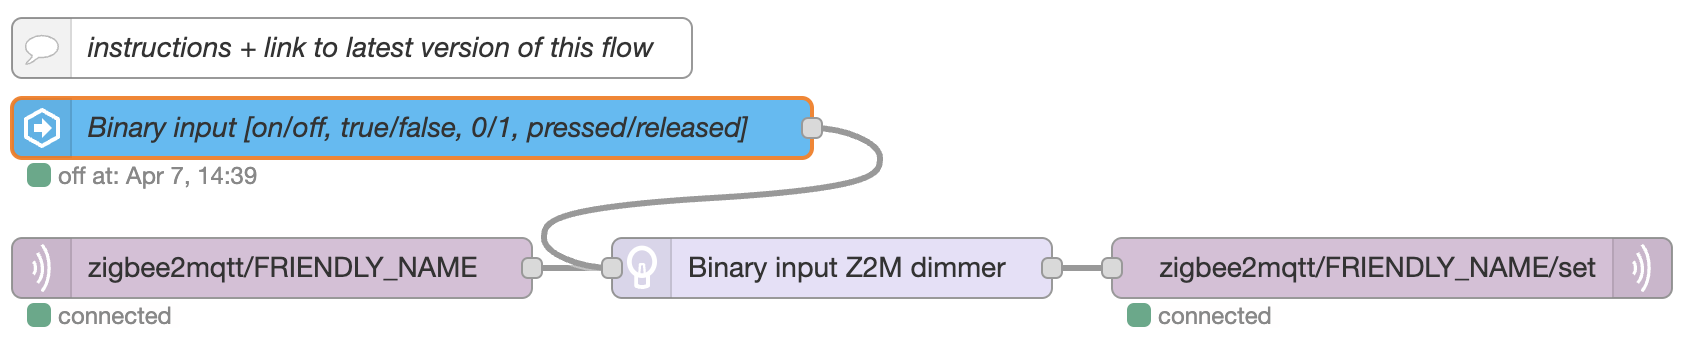 instructions + link to latest version of this flow
Binary input [on/off, true/false, 0/1, pressed/released]
off at: Apr 7, 14:39
zigbee2mqtt/FRIENDLY_NAME
Binary input Z2M dimmer
zigbee2mqtt/FRIENDLY_NAME/set
connected
connected